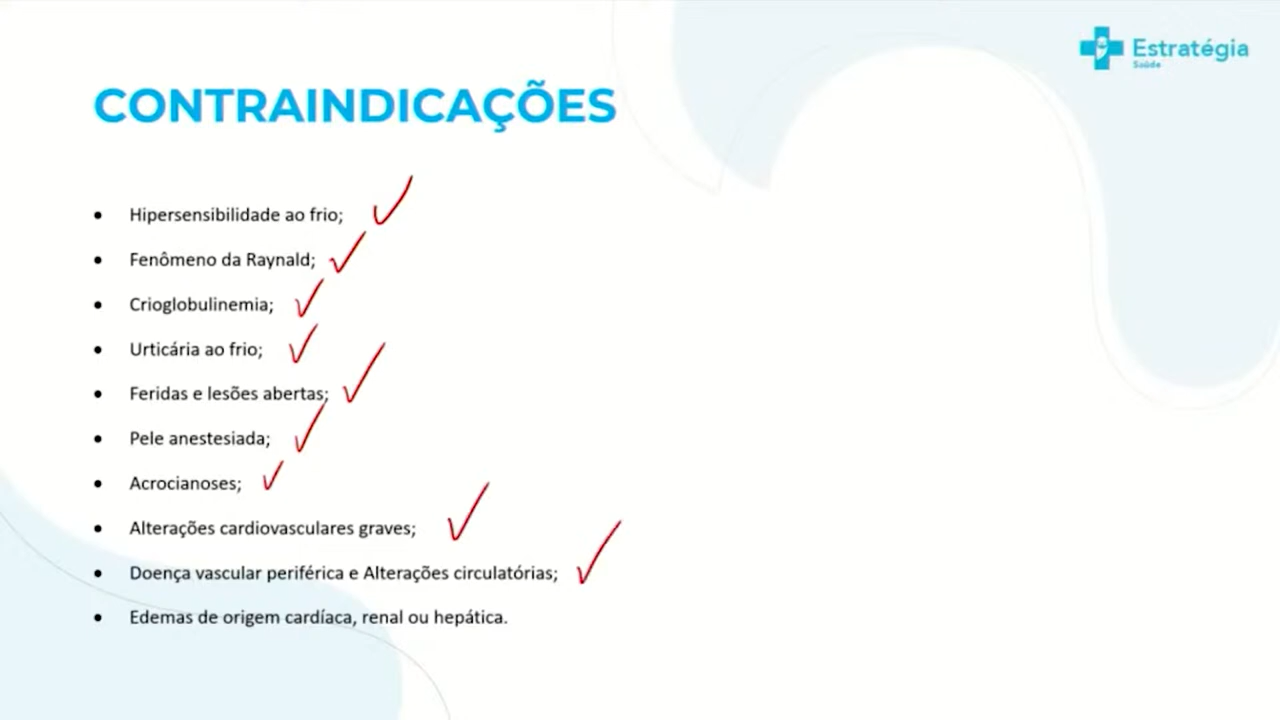 Estratégia
Saúde
CONTRAINDICAÇÕES
• Hipersensibilidade ao frio;
• Fenômeno da Raynald;
• Crioglobulinemia;
• Urticária ao frio;
• Feridas e lesões abertas;
• Pele anestesiada;
• Acrocianoses;
• Alterações cardiovasculares graves;
• Doença vascular periférica e Alterações circulatórias;
• Edemas de origem cardíaca, renal ou hepática.